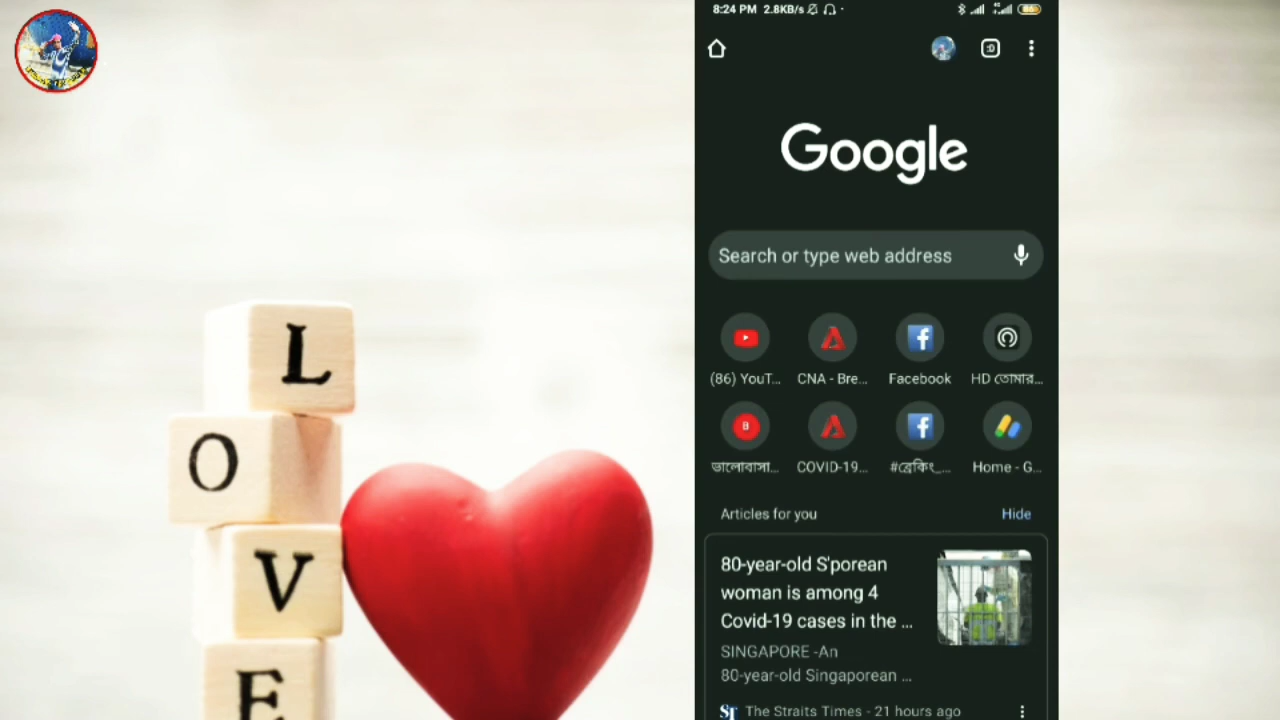 L
O
V
E
8:24 PM 2.8KB/s
86
:D
Google
Search or type web address
(86) YouT...
CNA - Bre...
Facebook
HD তোমার...
B
ভালোবাসা...
COVID-19...
#ব্রেকিং_...
Home - G...
Articles for you
Hide
80-year-old S'porean
woman is among 4
Covid-19 cases in the ...
SINGAPORE -An
80-year-old Singaporean ...
ST The Straits Times - 21 hours ago